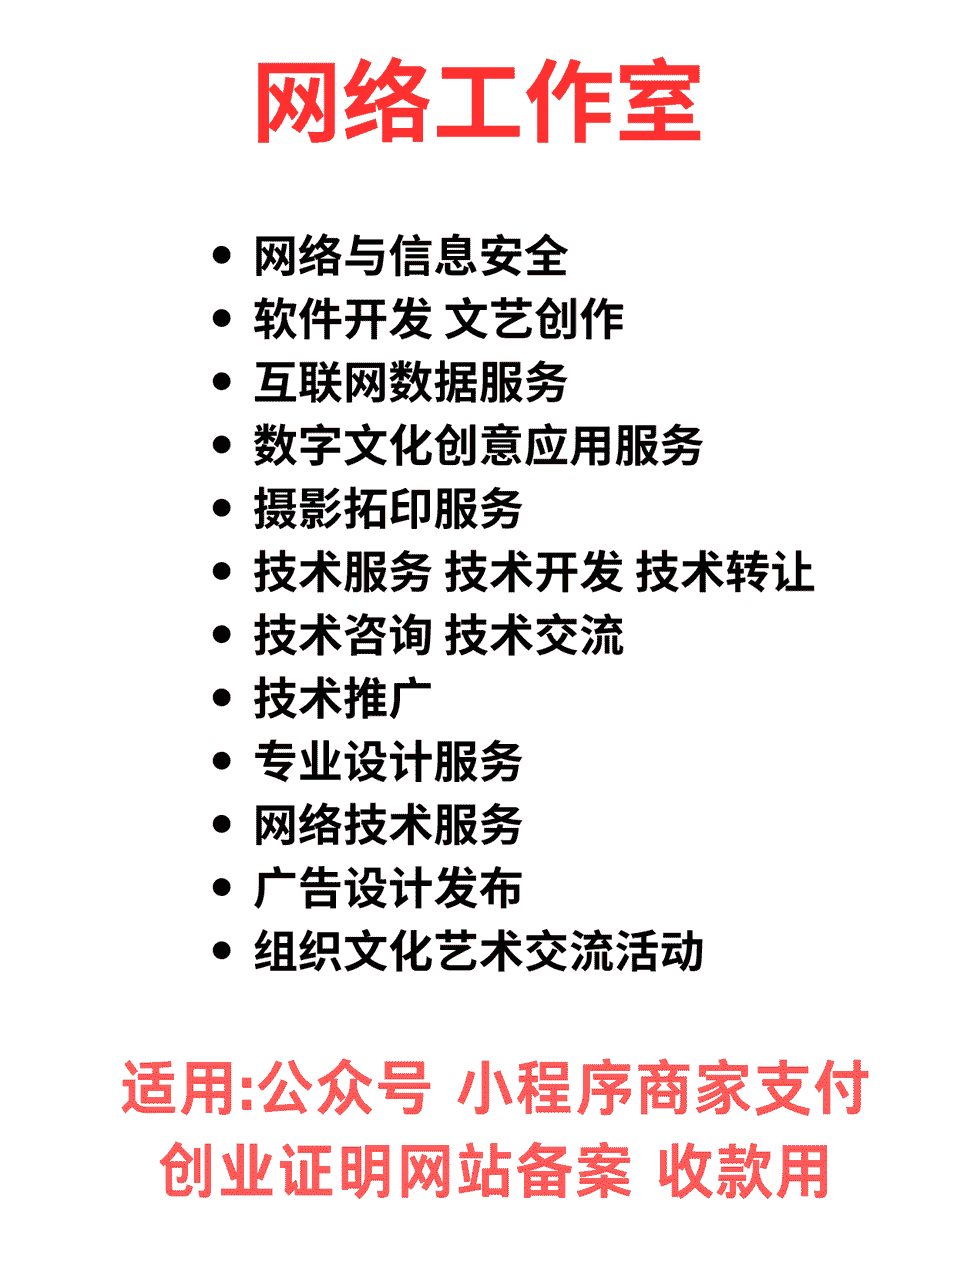 网络工作室
网络与信息安全
软件开发 文艺创作
互联网数据服务
数字文化创意应用服务
摄影拓印服务
技术服务 技术开发 技术转让
技术咨询 技术交流
技术推广
专业设计服务
网络技术服务
广告设计发布
组织文化艺术交流活动
适用:公众号 小程序商家支付
创业证明网站备案 收款用